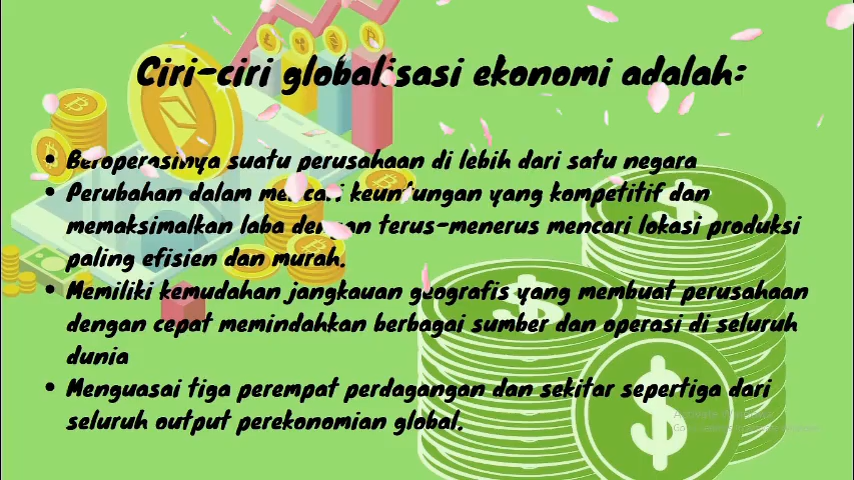 Ciri-ciri globalisasi ekonomi adalah:
• Beroperasinya suatu perusahaan di lebih dari satu negara
• Perubahan dalam mencari keuntungan yang kompetitif dan
memaksimalkan laba dengan terus-menerus mencari lokasi produksi
paling efisien dan murah.
• Memiliki kemudahan jangkauan geografis yang membuat perusahaan
dengan cepat memindahkan berbagai sumber dan operasi di seluruh
dunia
• Menguasai tiga perempat perdagangan dan sekitar sepertiga dari
seluruh output perekonomian global.
Activate Windows